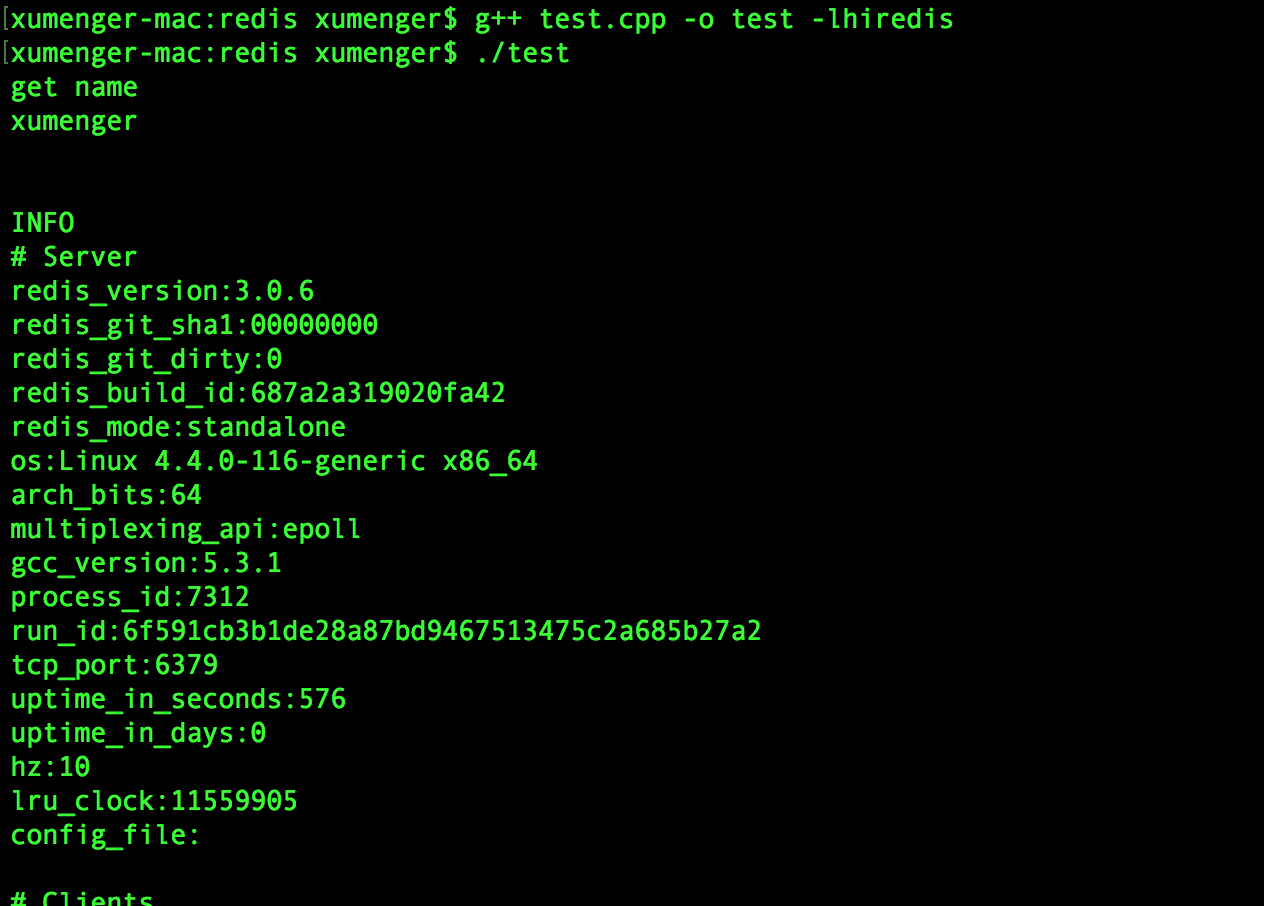 [xumenger-mac:redis xumenger$ g++ test.cpp -o test -lhiredis
[xumenger-mac:redis xumenger$ ./test
get name
xumenger
INFO
# Server
redis_version:3.0.6
redis_git_sha1:00000000
redis_git_dirty:0
redis_build_id:687a2a319020fa42
redis_mode:standalone
os:Linux 4.4.0-116-generic x86_64
arch_bits:64
multiplexing_api:epoll
gcc_version:5.3.1
process_id:7312
run_id:6f591cb3b1de28a87bd9467513475c2a685b27a2
tcp_port:6379
uptime_in_seconds:576
uptime_in_days:0
hz:10
lru_clock:11559905
config_file:
# Clients